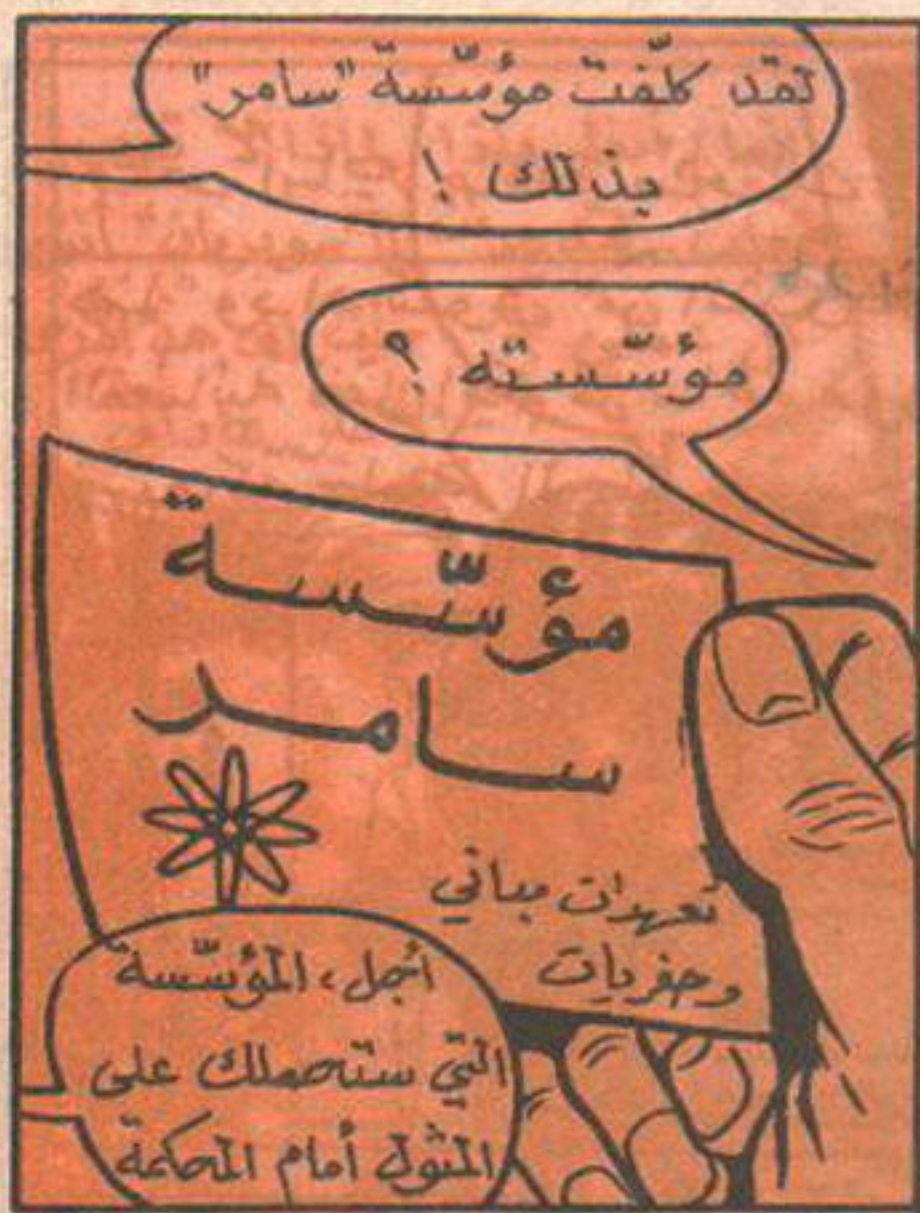 لقد كلّفت مؤسّسة "سامر"
بذلك !
مؤسّسته ؟
مؤسّسة
سامر
تعهدات مباني
وحفريات
أجل، المؤسّسة
التي ستحملك على
المثول أمام المحكمة